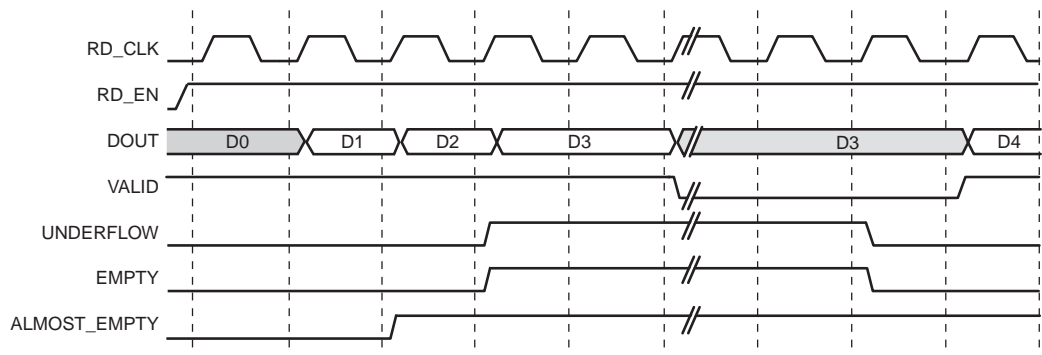 RD_CLK
RD_EN
DOUT D0 D1 D2 D3 D3 D4
VALID
UNDERFLOW
EMPTY
ALMOST_EMPTY